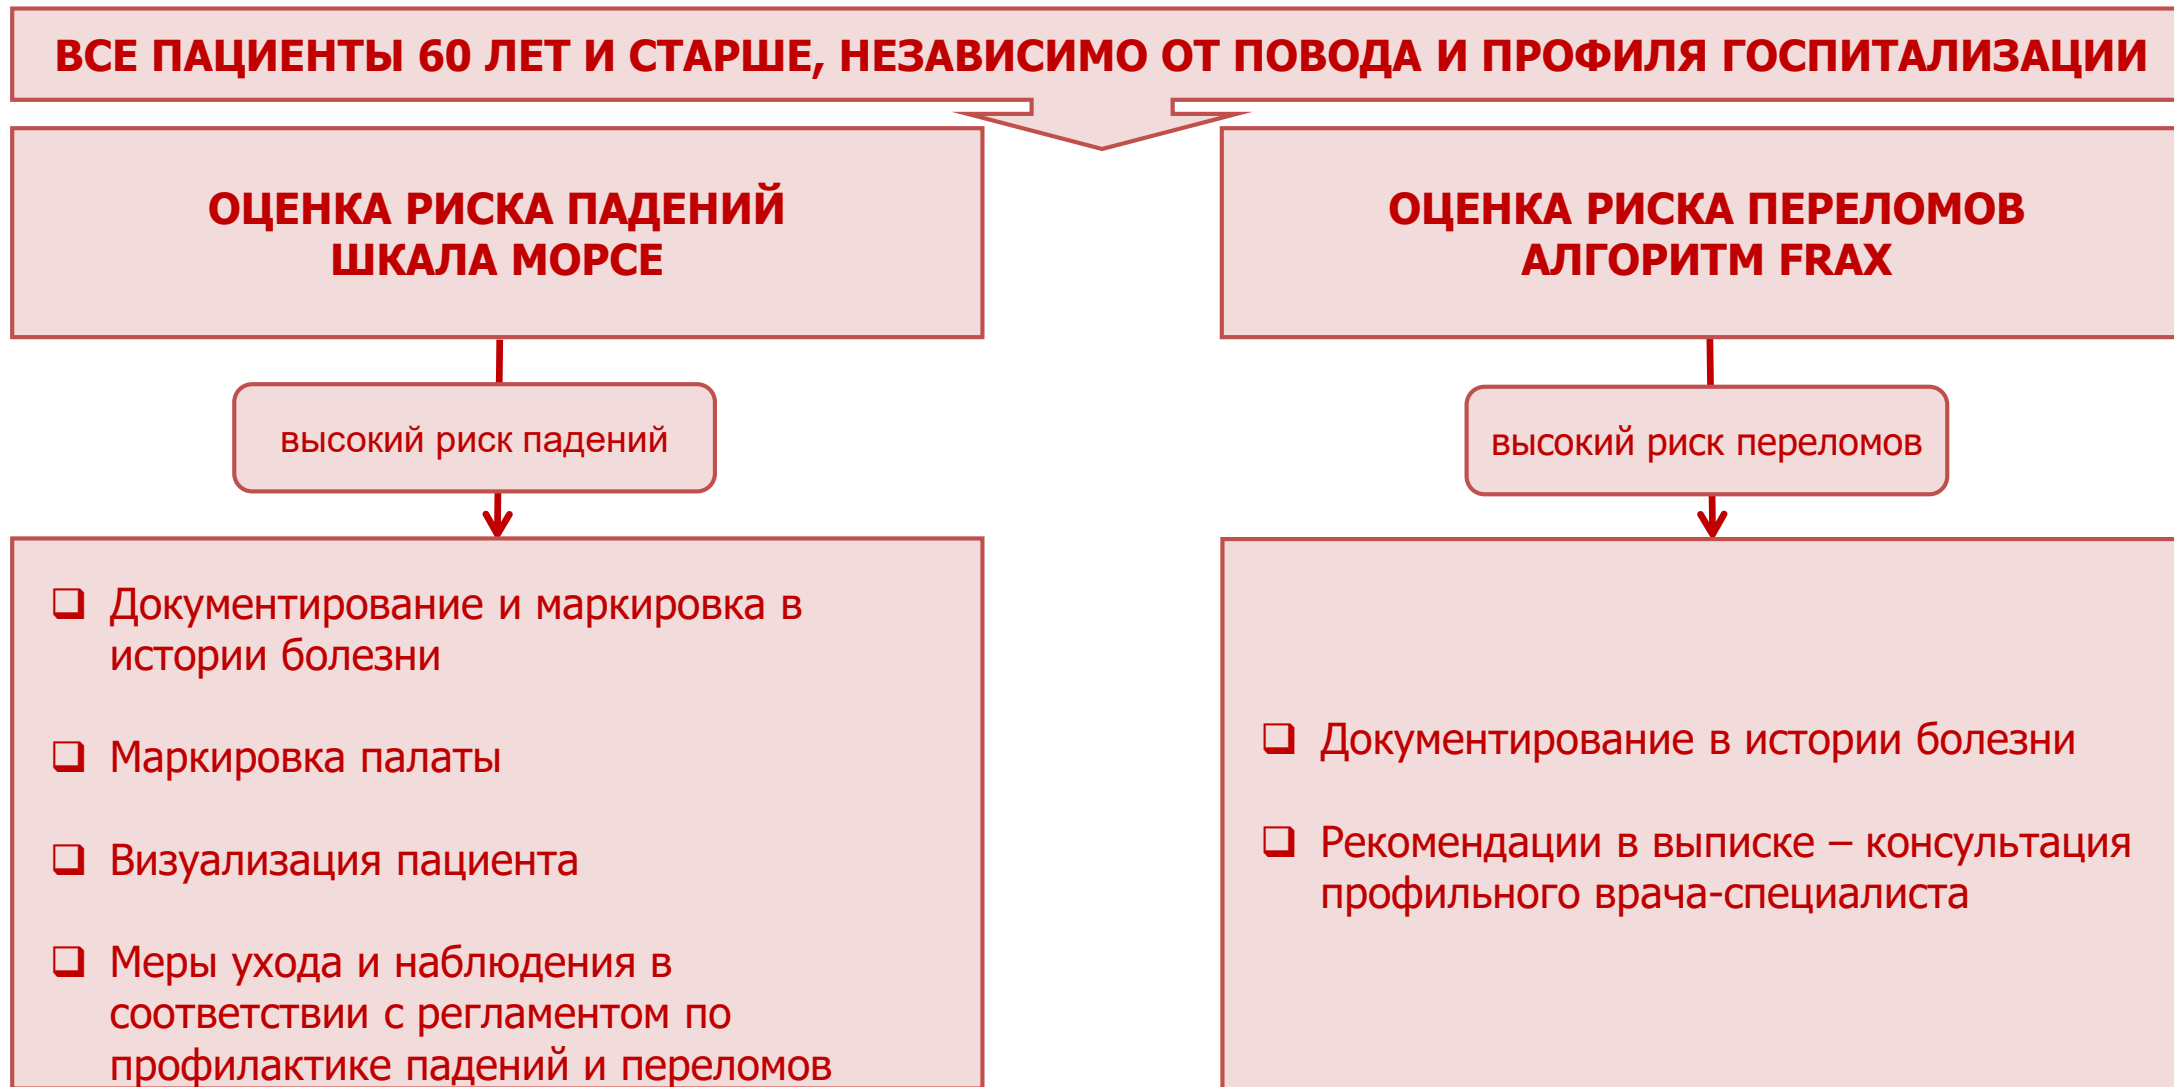 ВСЕ ПАЦИЕНТЫ 60 ЛЕТ И СТАРШЕ, НЕЗАВИСИМО ОТ ПОВОДА И ПРОФИЛЯ ГОСПИТАЛИЗАЦИИ
ОЦЕНКА РИСКА ПАДЕНИЙ
ШКАЛА МОРСЕ
высокий риск падений
Документирование и маркировка в
истории болезни
Маркировка палаты
Визуализация пациента
Меры ухода и наблюдения в
соответствии с регламентом по
профилактике падений и переломов
ОЦЕНКА РИСКА ПЕРЕЛОМОВ
АЛГОРИТМ FRAX
высокий риск переломов
Документирование в истории болезни
Рекомендации в выписке – консультация
профильного врача-специалиста